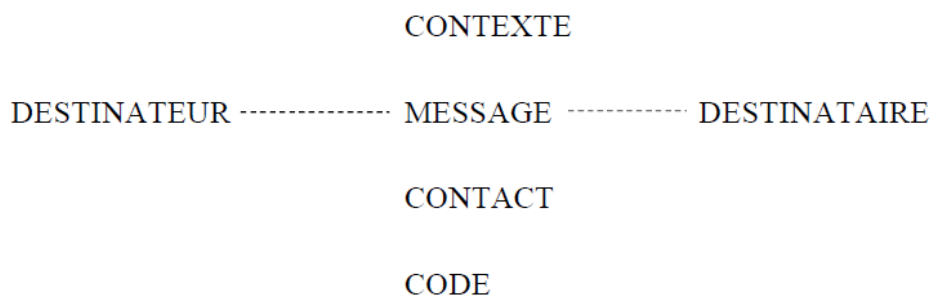 CONTEXTE
DESTINATEUR -------------- MESSAGE ------------ DESTINATAIRE
CONTACT
CODE